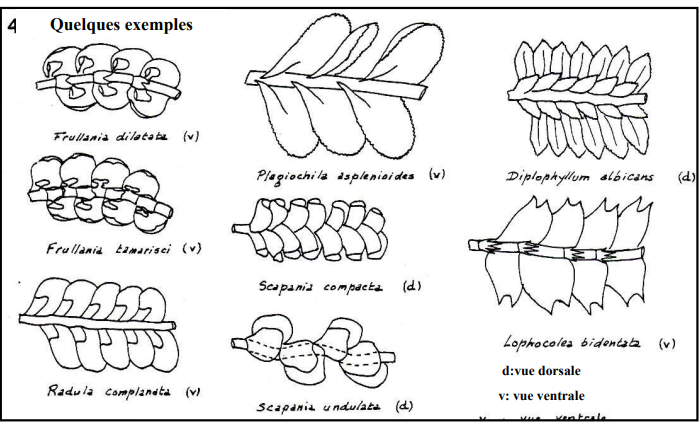 4 Quelques exemples
Frullania dilatata (v)
Plagiochila asplenioides (v)
Diplophyllum albicans (d)
Frullania tamarisci (v)
Scapania compacta (d)
Lophocolea bidentata (v)
Radula complanata (v)
Scapania undulata (d)
d:vue dorsale
v: vue ventrale
v vue ventrale